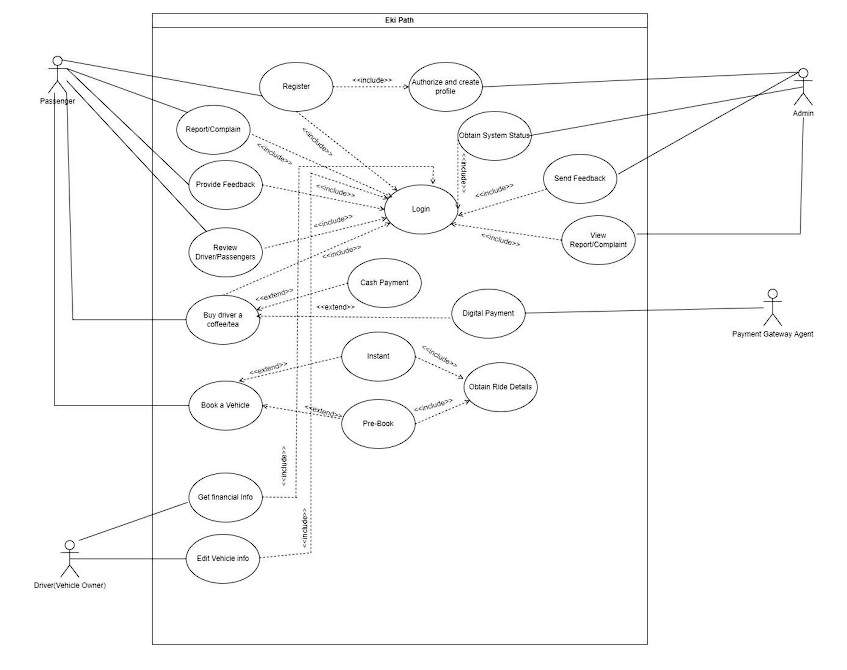 Eki Path
Passenger
Register
<<include>>
Authorize and create
profile
Admin
Report/Complain
<<include>>
<<include>>
Obtain System Status
<<include>>
Provide Feedback
<<include>>
<<include>>
Send Feedback
Login
<<include>>
Review
Driver/Passengers
<<include>>
<<include>>
View
Report/Complaint
Cash Payment
<<extend>>
<<extend>>
Buy driver a
coffee/tea
Digital Payment
Payment Gateway Agent
Instant
<<extend>>
<<include>>
Obtain Ride Details
Book a Vehicle
<<extend>>
<<include>>
Pre-Book
<<include>>
Get financial Info
<<include>>
Edit Vehicle info
Driver(Vehicle Owner)